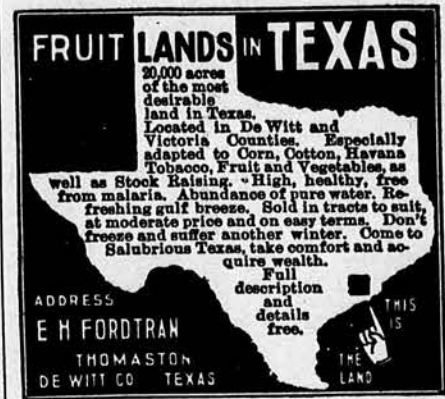 FRUIT LANDS IN TEXAS
20,000 acres
of the most
desirable
land in Texas.
Located in De Witt and
Victoria Counties. Especially
adapted to Corn, Cotton, Havana
Tobacco, Fruit and Vegetables, as
well as Stock Raising. High, healthy, free
from malaria. Abundance of pure water. Re-
freshing gulf breeze. Sold in tracts to suit,
at moderate price and on easy terms. Don't
freeze and suffer another winter. Come to
Salubrious Texas, take comfort and ac-
quire wealth.
Full
description
and
details
free.
ADDRESS
E H FORDTRAN
THOMASTON
DE WITT CO TEXAS
THIS
IS
THE
LAND